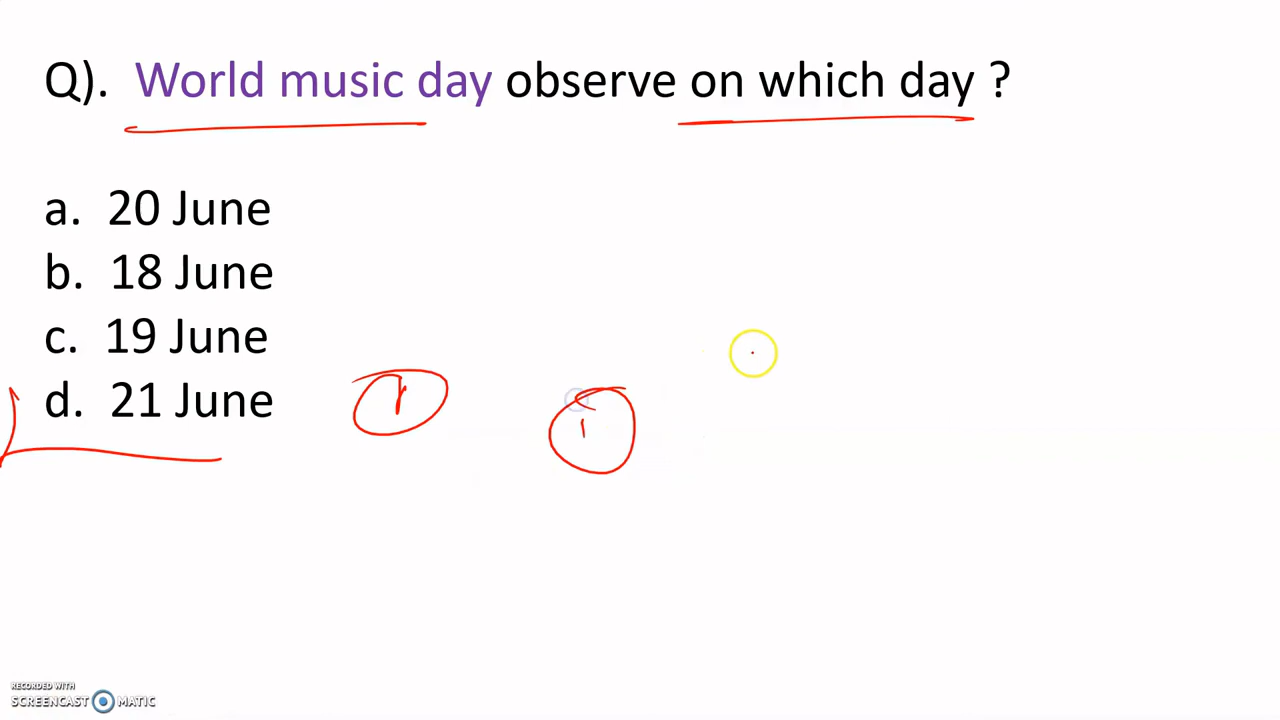 Q). World music day observe on which day ?
a. 20 June
b. 18 June
c. 19 June
d. 21 June
RECORDED WITH
SCREENCAST MATIC